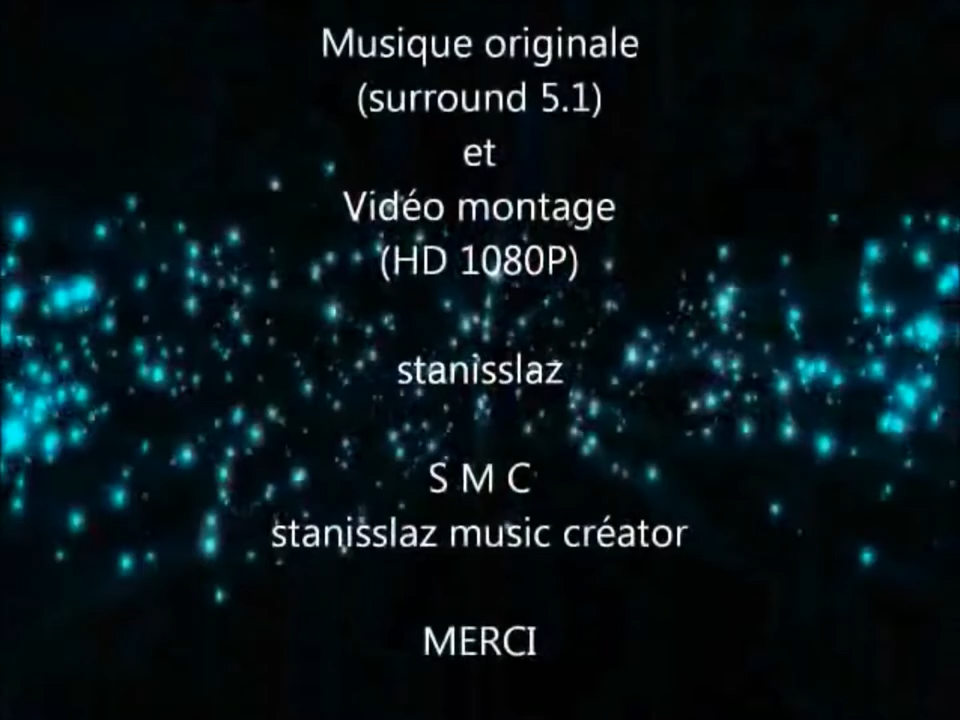 Musique originale
(surround 5.1)
et
Vidéo montage
(HD 1080P)
stanisslaz
S M C
stanisslaz music créator
MERCI